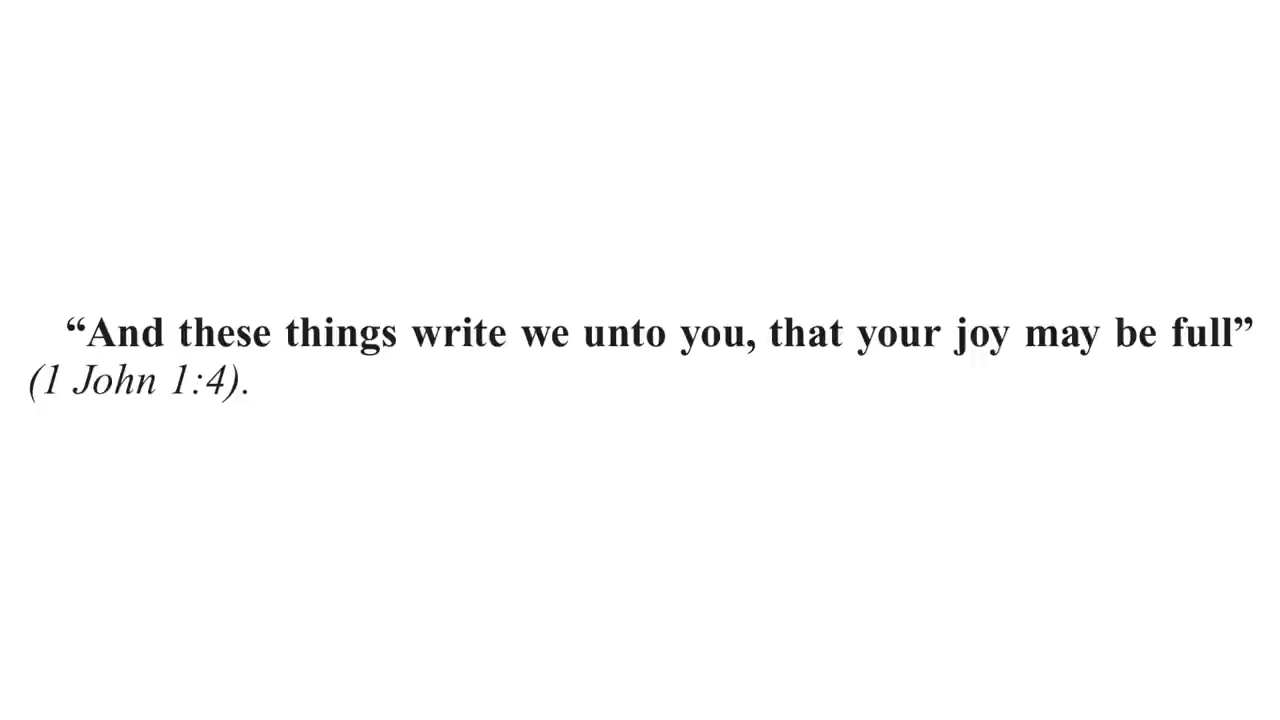 “And these things write we unto you, that your joy may be full”
(1 John 1:4).